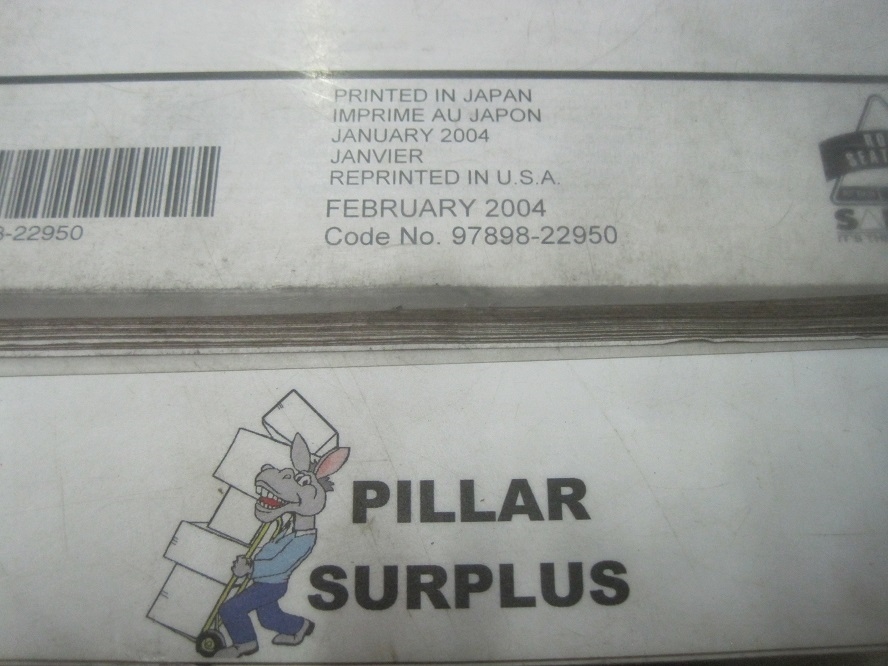 PRINTED IN JAPAN
IMPRIME AU JAPON
JANUARY 2004
JANVIER
REPRINTED IN U.S.A.
FEBRUARY 2004
Code No. 97898-22950
-22950
PILLAR
SURPLUS